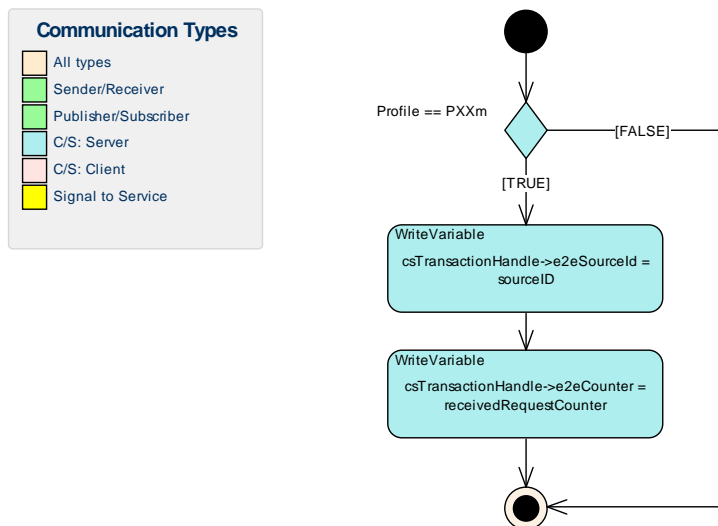 Communication Types
All types
Sender/Receiver
Publisher/Subscriber
C/S: Server
C/S: Client
Signal to Service
Profile == PXXm
[FALSE]
[TRUE]
WriteVariable
csTransactionHandle->e2eSourceId =
sourceID
WriteVariable
csTransactionHandle->e2eCounter =
receivedRequestCounter